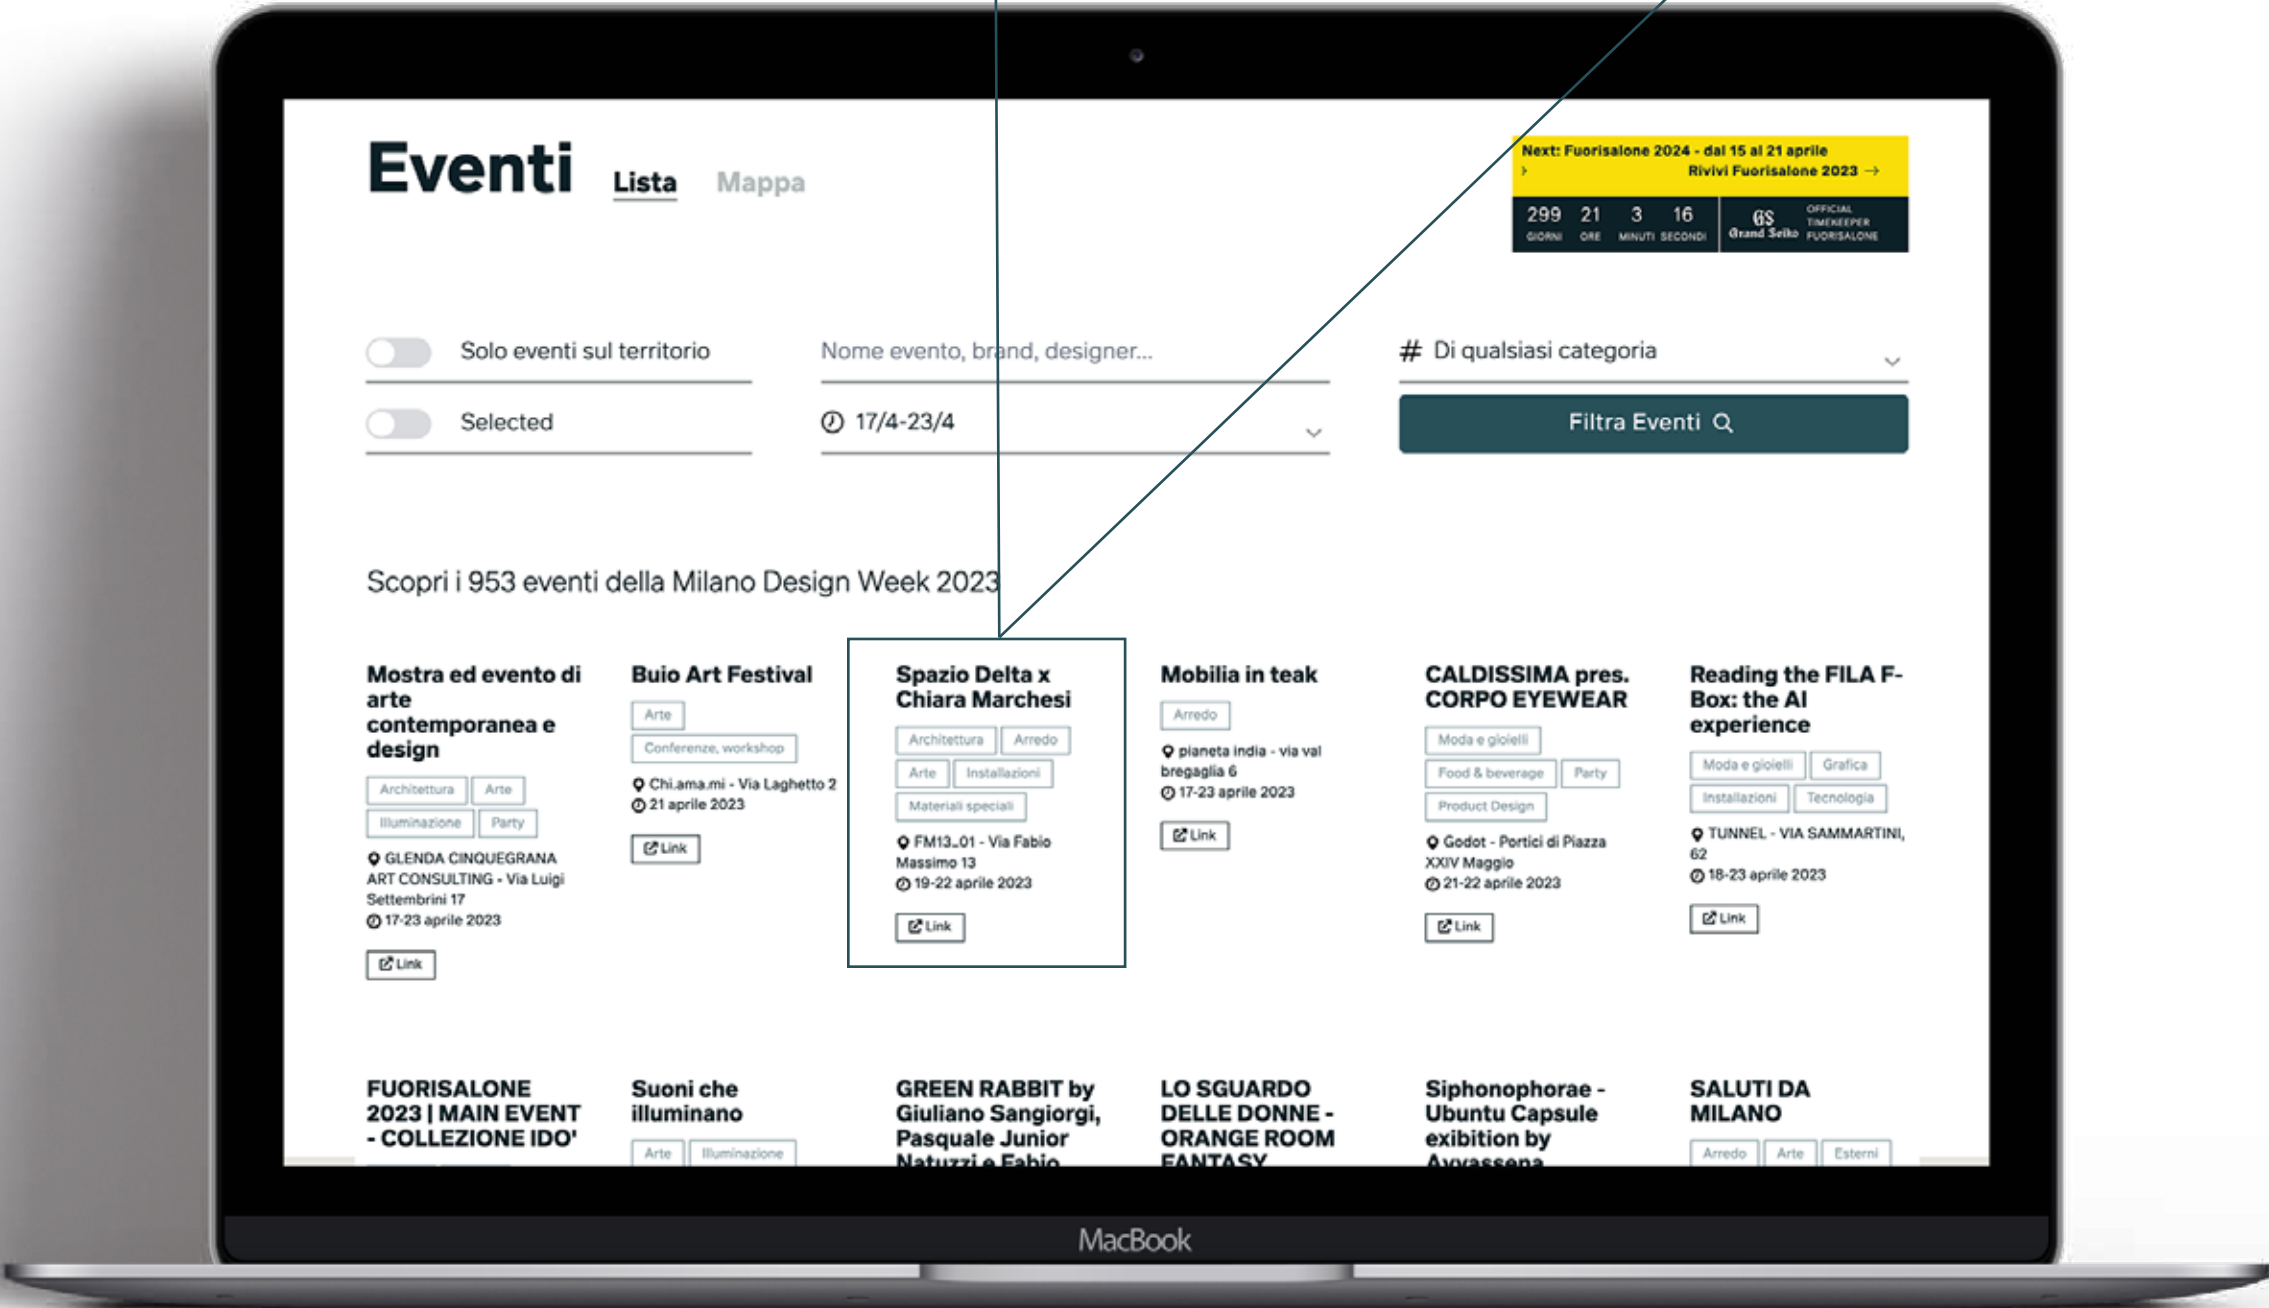 Eventi Lista Mappa
Next: Fuorisalone 2024 - dal 15 al 21 aprile
Rivivi Fuorisalone 2023 →
299 21 3 16
GIORNI ORE MINUTI SECONDI
GS
Grand Seiko
OFFICIAL
TIMEKEEPER
FUORISALONE
Solo eventi sul territorio
Nome evento, brand, designer...
# Di qualsiasi categoria
Selected
17/4-23/4
Filtra Eventi
Scopri i 953 eventi della Milano Design Week 2023
Mostra ed evento di
arte
contemporanea e
design
Architettura Arte
Illuminazione Party
GLENDA CINQUEGRANA
ART CONSULTING - Via Luigi
Settembrini 17
17-23 aprile 2023
Link
Buio Art Festival
Arte
Conferenze, workshop
Chi.ama.mi - Via Laghetto 2
21 aprile 2023
Link
Spazio Delta x
Chiara Marchesi
Architettura Arredo
Arte Installazioni
Materiali speciali
FM13_01 - Via Fabio
Massimo 13
19-22 aprile 2023
Link
Mobilia in teak
Arredo
pianeta india - via val
bregaglia 6
17-23 aprile 2023
Link
CALDISSIMA pres.
CORPO EYEWEAR
Moda e gioielli
Food & beverage Party
Product Design
Godot - Portici di Piazza
XXIV Maggio
21-22 aprile 2023
Link
Reading the FILA F-
Box: the AI
experience
Moda e gioielli Grafica
Installazioni Tecnologia
TUNNEL - VIA SAMMARTINI,
62
18-23 aprile 2023
Link
FUORISALONE
2023 | MAIN EVENT
- COLLEZIONE IDO'
Suoni che
illuminano
Arte Illuminazione
GREEN RABBIT by
Giuliano Sangiorgi,
Pasquale Junior
Natuzzi e Fabio
LO SGUARDO
DELLE DONNE -
ORANGE ROOM
FANTASY
Siphonophorae -
Ubuntu Capsule
exibition by
Avvassena
SALUTI DA
MILANO
Arredo Arte Esterni
MacBook